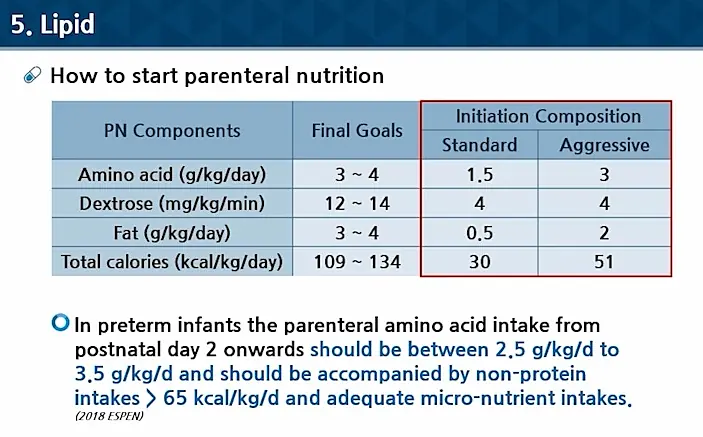 5. Lipid
How to start parenteral nutrition
PN Components Final Goals Initiation Composition
Standard Aggressive
Amino acid (g/kg/day) 3 ~ 4 1.5 3
Dextrose (mg/kg/min) 12 ~ 14 4 4
Fat (g/kg/day) 3 ~ 4 0.5 2
Total calories (kcal/kg/day) 109 ~ 134 30 51
In preterm infants the parenteral amino acid intake from
postnatal day 2 onwards should be between 2.5 g/kg/d to
3.5 g/kg/d and should be accompanied by non-protein
intakes > 65 kcal/kg/d and adequate micro-nutrient intakes.
(2018 ESPEN)